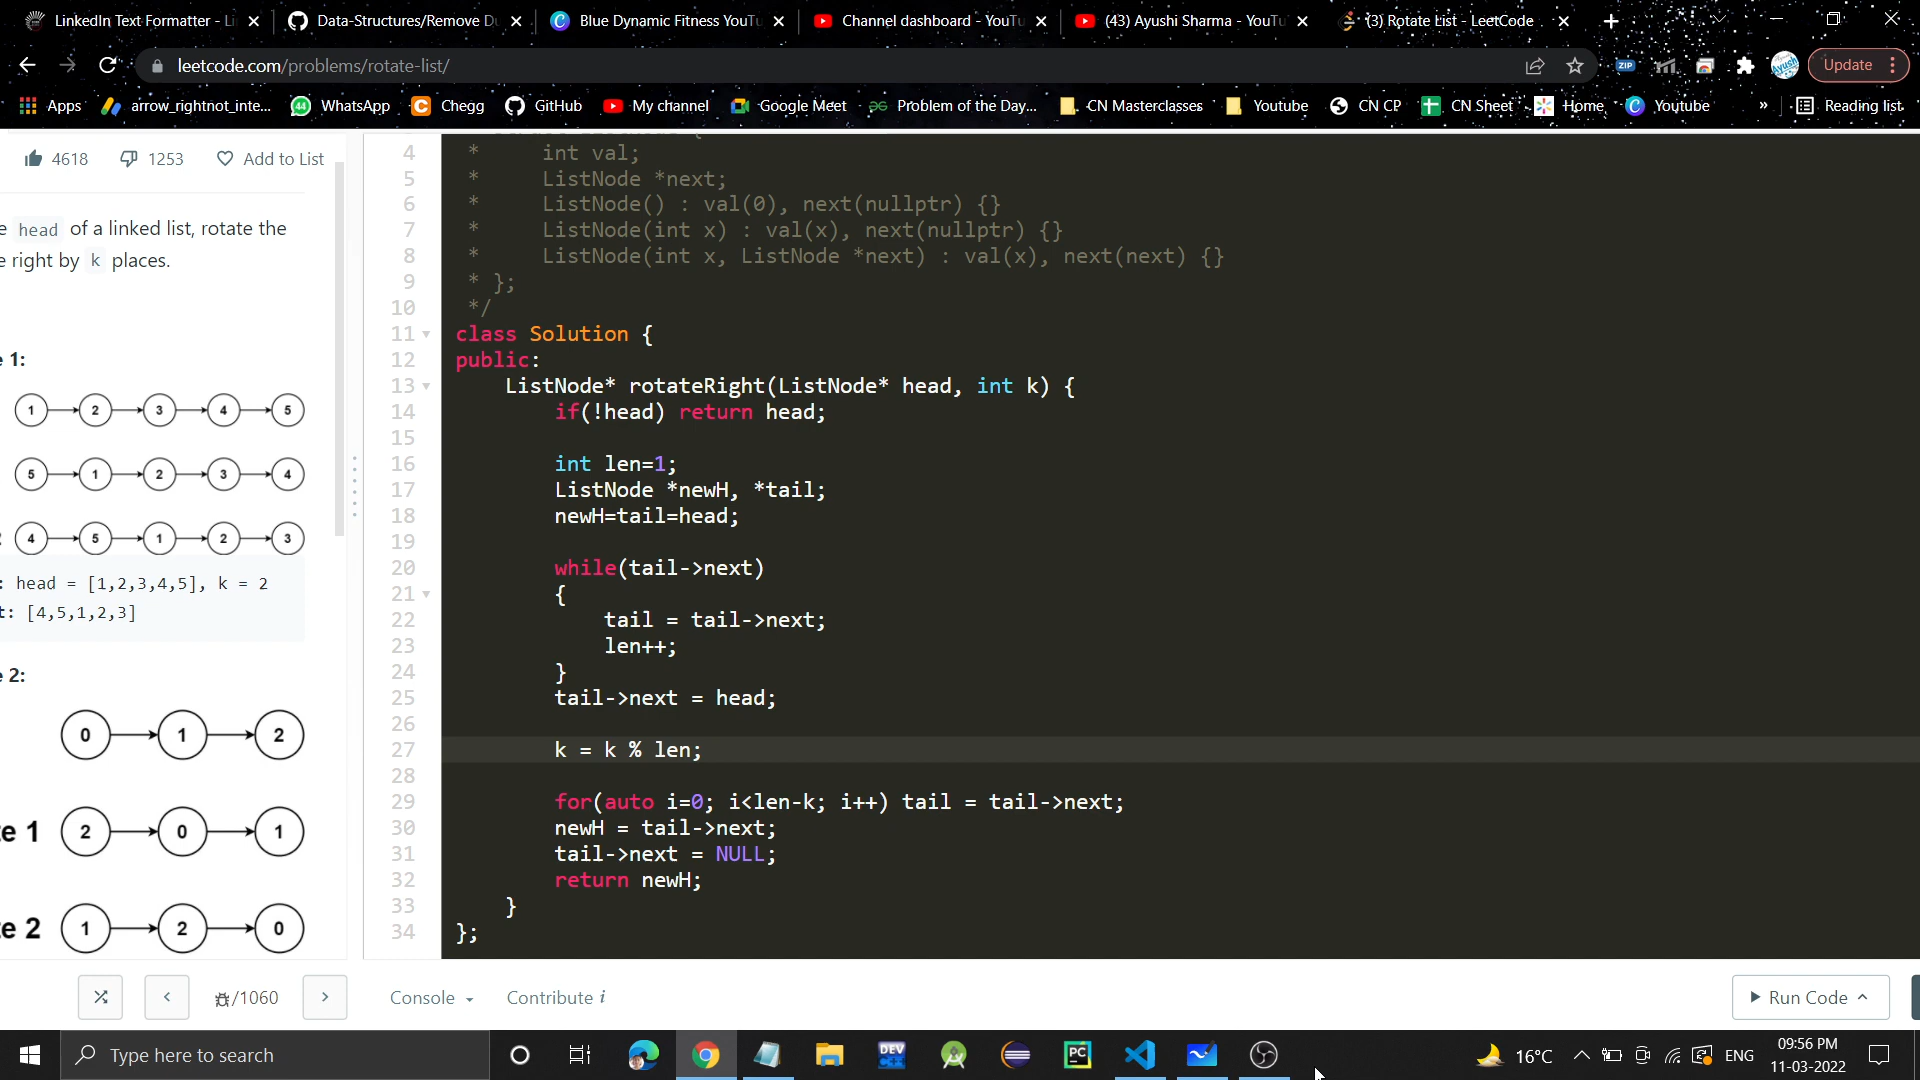 LinkedIn Text Formatter - Li
Data-Structures/Remove Du
Blue Dynamic Fitness YouTu
Channel dashboard - YouTu
(43) Ayushi Sharma - YouTu
(3) Rotate List - LeetCode
leetcode.com/problems/rotate-list/
ZIP
Update
Apps
arrow_rightnot_inte...
WhatsApp
Chegg
GitHub
My channel
Google Meet
Problem of the Day...
CN Masterclasses
Youtube
CN CP
CN Sheet
Home
Youtube
»
Reading list
4618
1253
Add to List
e head of a linked list, rotate the
e right by k places.
e 1:
1 2 3 4 5
5 1 2 3 4
4 5 1 2 3
: head = [1,2,3,4,5], k = 2
t: [4,5,1,2,3]
e 2:
0 1 2
te 1 2 0 1
te 2 1 2 0
4 * int val;
5 * ListNode *next;
6 * ListNode() : val(0), next(nullptr) {}
7 * ListNode(int x) : val(x), next(nullptr) {}
8 * ListNode(int x, ListNode *next) : val(x), next(next) {}
9 * };
10 */
11 class Solution {
12 public:
13 ListNode* rotateRight(ListNode* head, int k) {
14 if(!head) return head;
15
16 int len=1;
17 ListNode *newH, *tail;
18 newH=tail=head;
19
20 while(tail->next)
21 {
22 tail = tail->next;
23 len++;
24 }
25 tail->next = head;
26
27 k = k % len;
28
29 for(auto i=0; i<len-k; i++) tail = tail->next;
30 newH = tail->next;
31 tail->next = NULL;
32 return newH;
33 }
34 };
/1060
Console
Contribute i
Run Code
Type here to search
DEV
PC
16°C
ENG
09:56 PM
11-03-2022